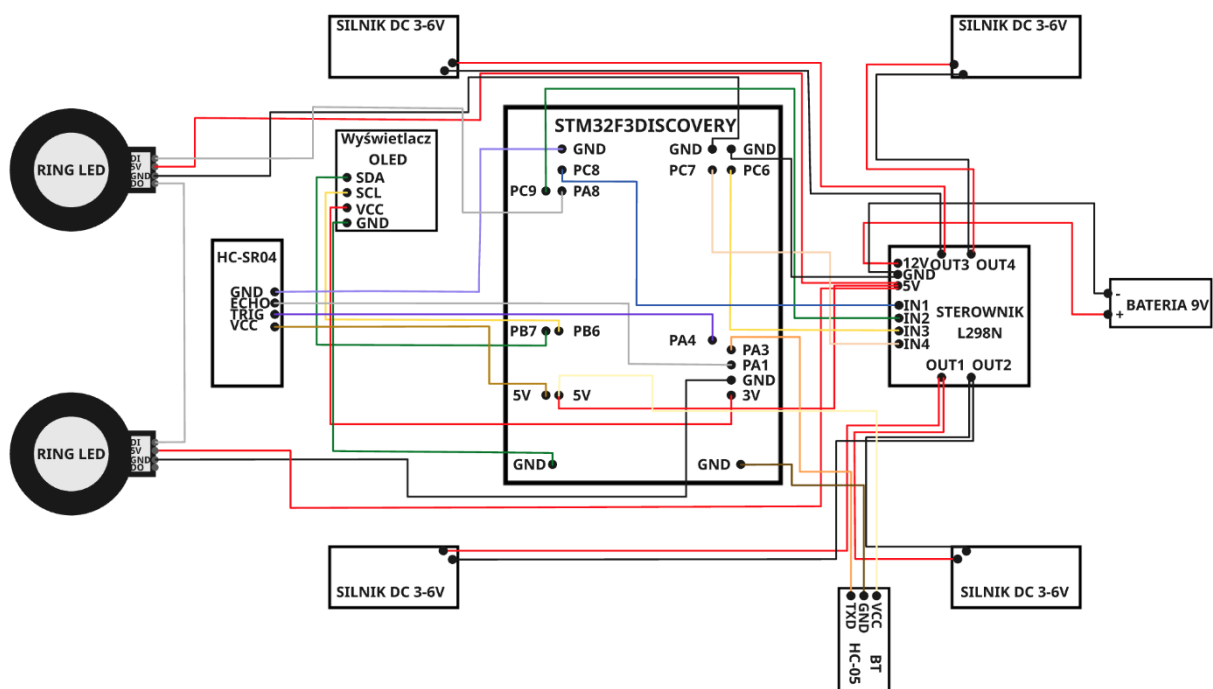 SILNIK DC 3-6V
SILNIK DC 3-6V
RING LED
DI
5V
GND
DO
Wyświetlacz
OLED
SDA
SCL
VCC
GND
STM32F3DISCOVERY
GND
PC8
PC9
PA8
GND
GND
PC7
PC6
PB7
PB6
PA4
PA3
PA1
GND
3V
5V
5V
GND
GND
HC-SR04
GND
ECHO
TRIG
VCC
12V
GND
5V
OUT3
OUT4
IN1
IN2
IN3
IN4
STEROWNIK
L298N
OUT1
OUT2
-
+
BATERIA 9V
RING LED
DI
5V
GND
DO
SILNIK DC 3-6V
SILNIK DC 3-6V
VCC
GND
TXD
BT
HC-05